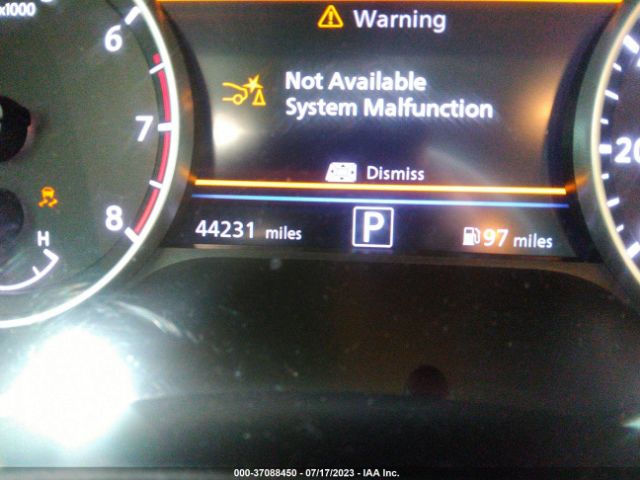 x1000
6
7
8
H
Warning
Not Available
System Malfunction
Dismiss
44231 miles
P
97 miles
20
000-37088450 - 07/17/2023 - IAA Inc.